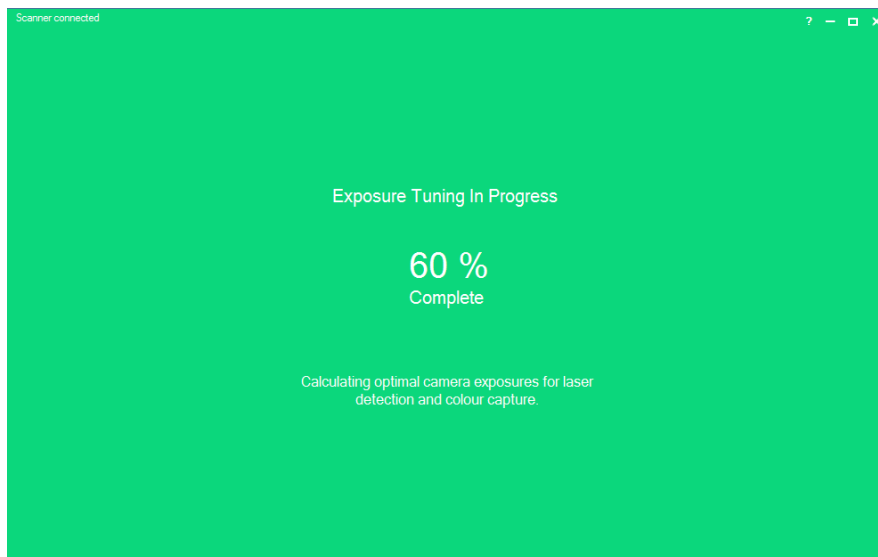 Scanner connected
?
Exposure Tuning In Progress
60 %
Complete
Calculating optimal camera exposures for laser
detection and colour capture.